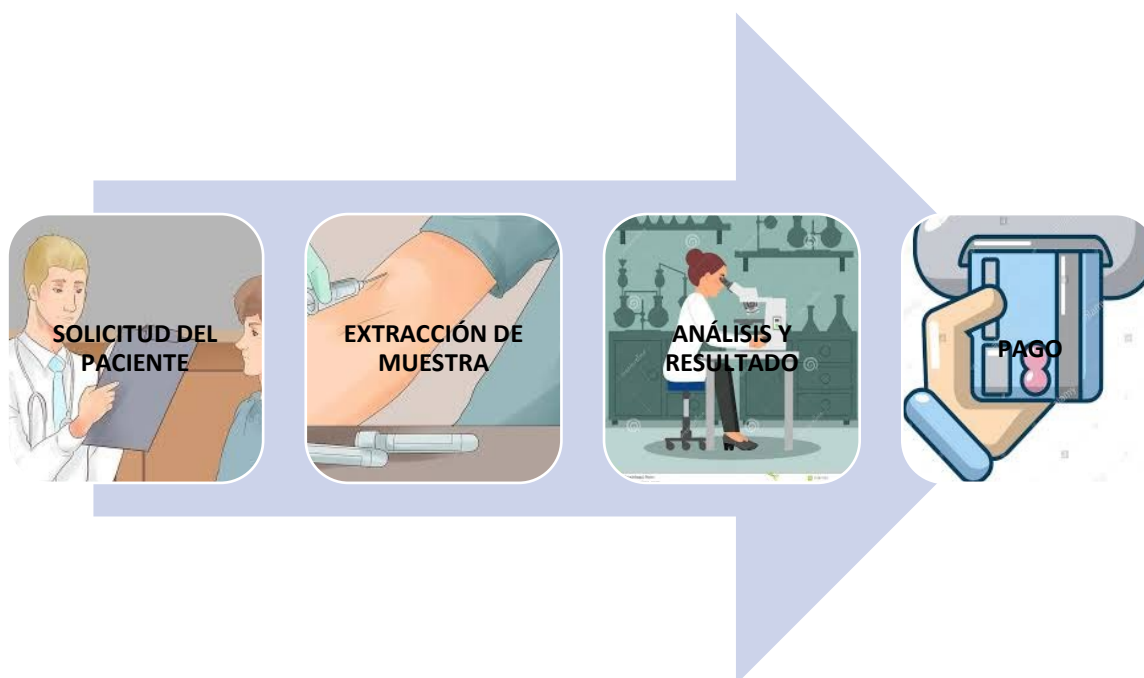 SOLICITUD DEL
PACIENTE
EXTRACCIÓN DE
MUESTRA
ANÁLISIS Y
RESULTADO
PAGO